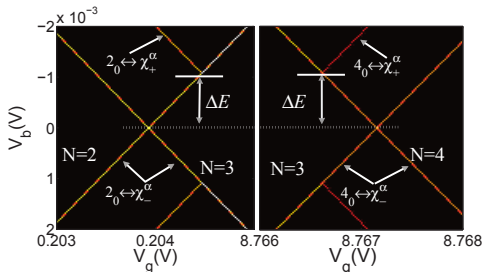 x 10⁻³
−2
−1
0
1
2
V_b(V)
2₀↔χ₊^α
ΔE
N=2
N=3
2₀↔χ₋^α
4₀↔χ₊^α
ΔE
N=3
N=4
4₀↔χ₋^α
0.203
0.204
8.766
8.767
8.768
V_g(V)
V_g(V)